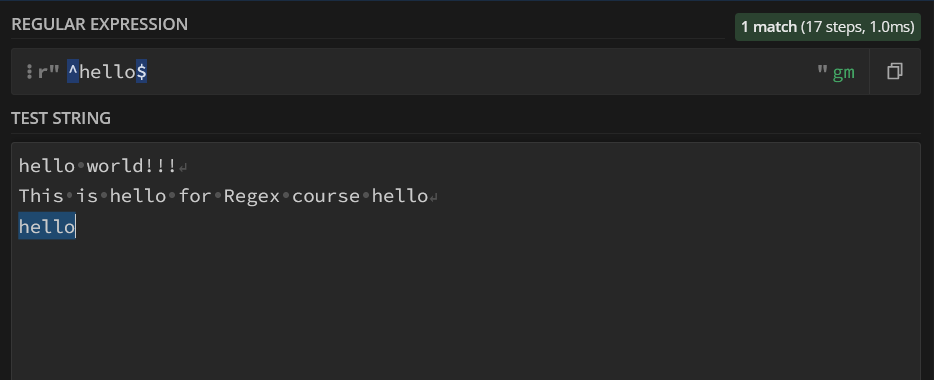 REGULAR EXPRESSION
1 match (17 steps, 1.0ms)
r" ^hello$ " gm
TEST STRING
hello world!!!
This is hello for Regex course hello
hello